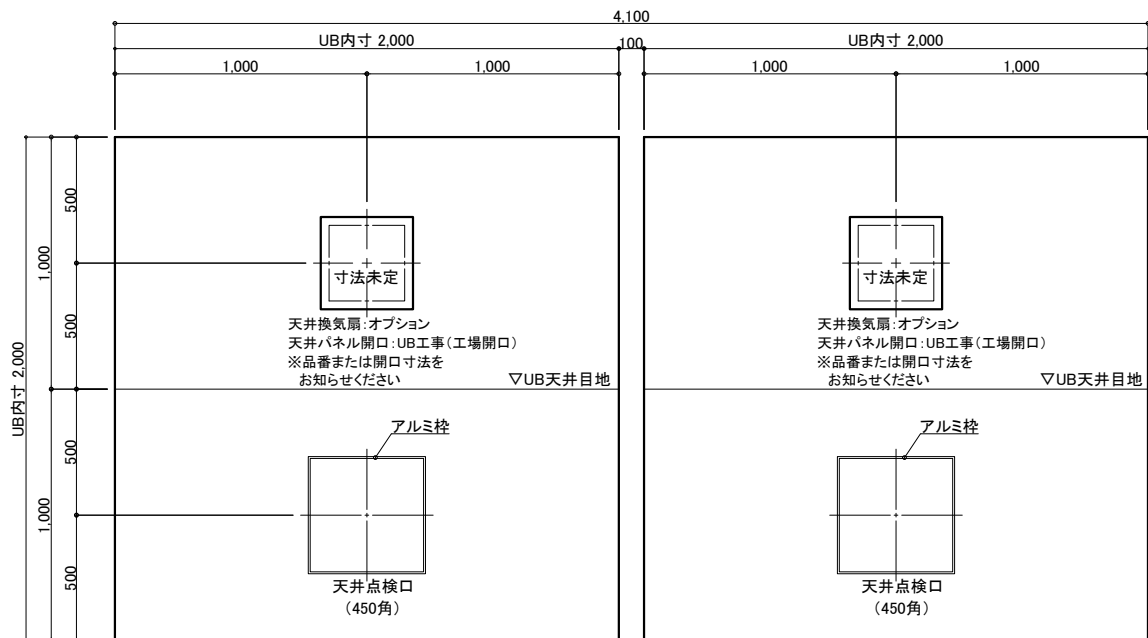 4,100
UB内寸 2,000
100
UB内寸 2,000
1,000
1,000
1,000
1,000
UB内寸 2,000
1,000
1,000
500
500
500
500
寸法未定
天井換気扇:オプション
天井パネル開口:UB工事(工場開口)
※品番または開口寸法を
お知らせください
▽UB天井目地
アルミ枠
天井点検口
(450角)
寸法未定
天井換気扇:オプション
天井パネル開口:UB工事(工場開口)
※品番または開口寸法を
お知らせください
▽UB天井目地
アルミ枠
天井点検口
(450角)